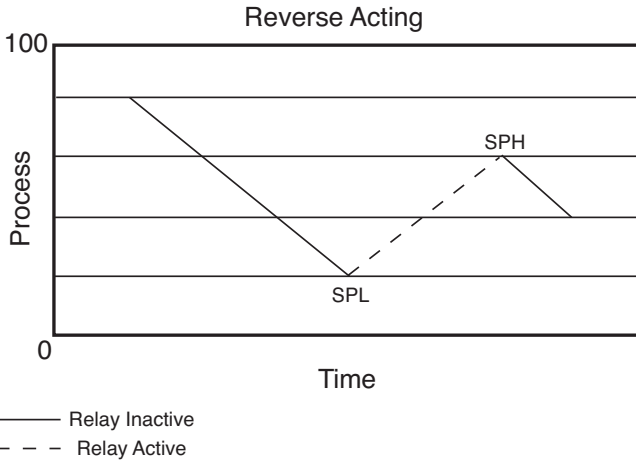 Reverse Acting
100
SPH
Process
SPL
0
Time
Relay Inactive
Relay Active